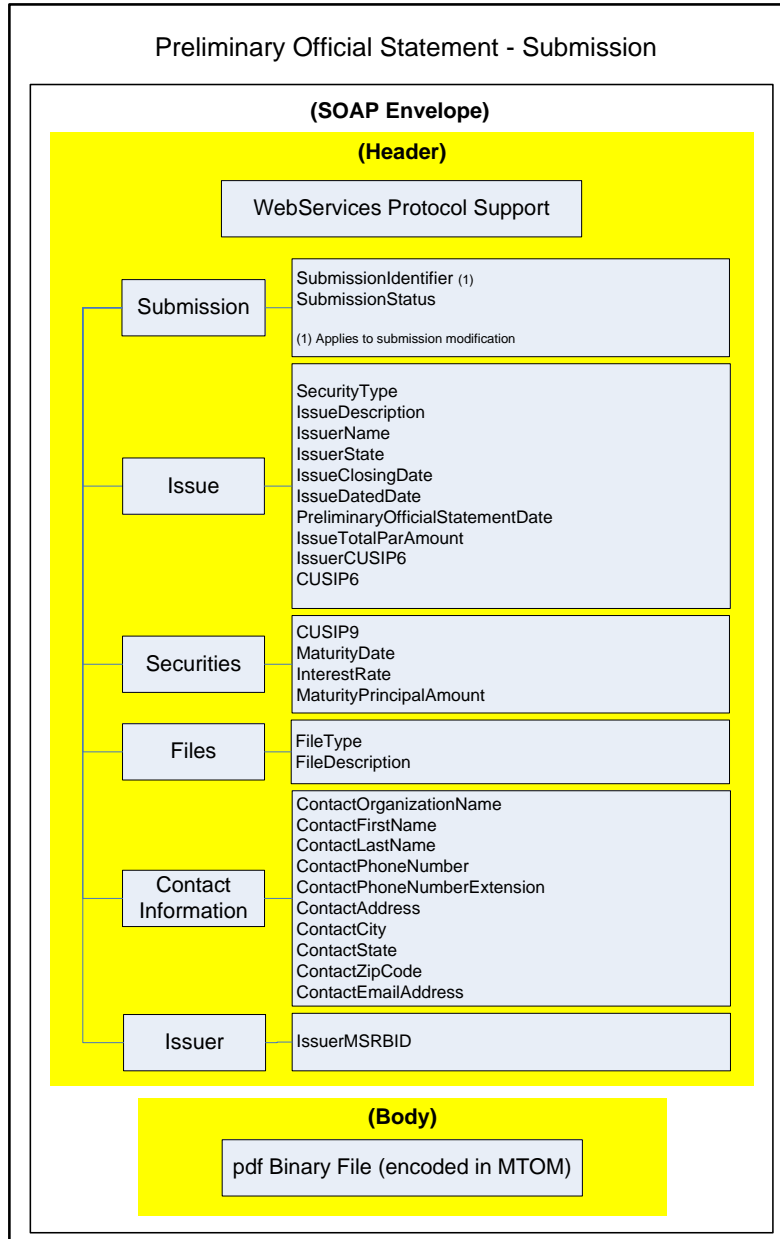 Preliminary Official Statement - Submission
(SOAP Envelope)
(Header)
WebServices Protocol Support
Submission
SubmissionIdentifier (1)
SubmissionStatus
(1) Applies to submission modification
Issue
SecurityType
IssueDescription
IssuerName
IssuerState
IssueClosingDate
IssueDatedDate
PreliminaryOfficialStatementDate
IssueTotalParAmount
IssuerCUSIP6
CUSIP6
Securities
CUSIP9
MaturityDate
InterestRate
MaturityPrincipalAmount
Files
FileType
FileDescription
Contact
Information
ContactOrganizationName
ContactFirstName
ContactLastName
ContactPhoneNumber
ContactPhoneNumberExtension
ContactAddress
ContactCity
ContactState
ContactZipCode
ContactEmailAddress
Issuer
IssuerMSRBID
(Body)
pdf Binary File (encoded in MTOM)